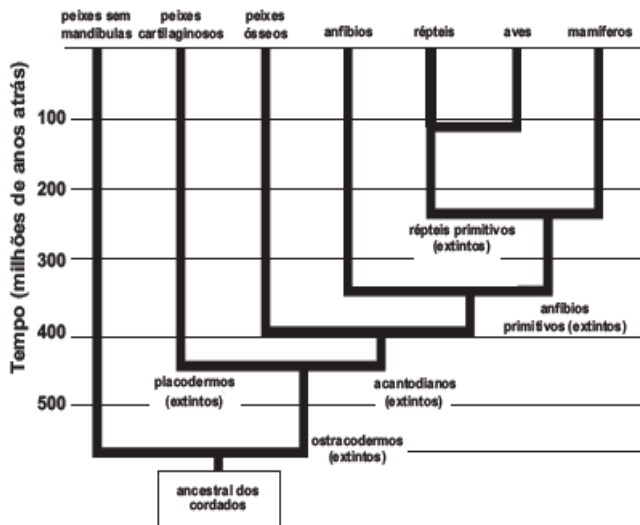 peixes sem
mandíbulas
peixes
cartilaginosos
peixes
ósseos
anfíbios
répteis
aves
mamíferos
Tempo (milhões de anos atrás)
100
200
300
400
500
répteis primitivos
(extintos)
anfíbios
primitivos (extintos)
placodermos
(extintos)
acantodianos
(extintos)
ostracodermos
(extintos)
ancestral dos
cordados